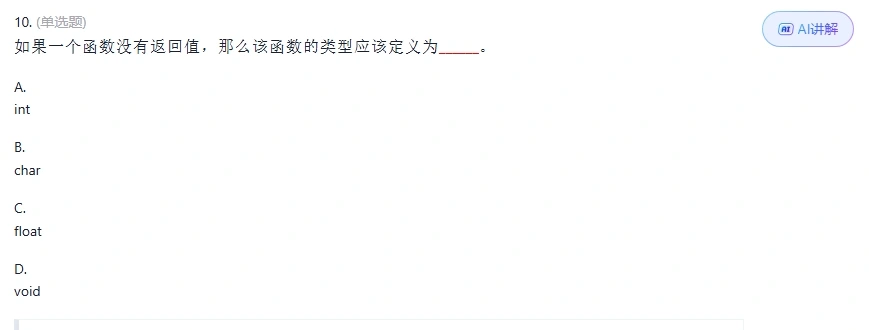 10. (单选题)
AI AI讲解
如果一个函数没有返回值，那么该函数的类型应该定义为_____。
A.
int
B.
char
C.
float
D.
void